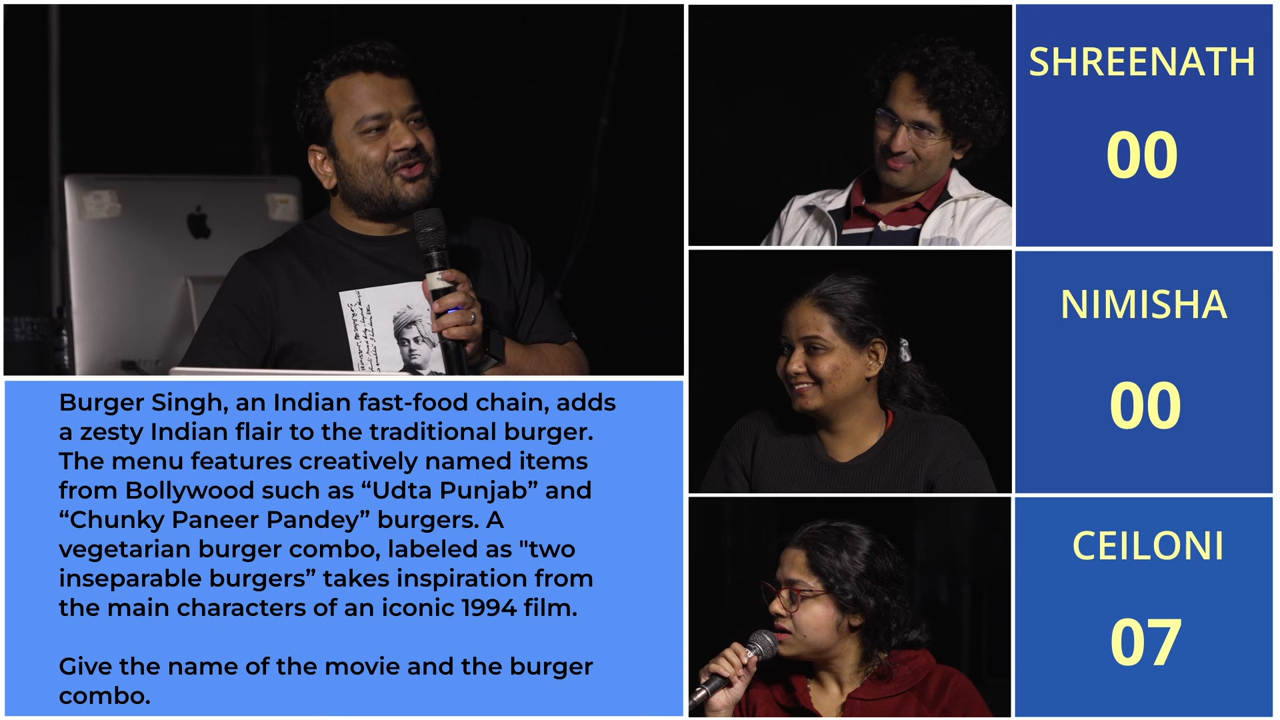 Burger Singh, an Indian fast-food chain, adds
a zesty Indian flair to the traditional burger.
The menu features creatively named items
from Bollywood such as “Udta Punjab” and
“Chunky Paneer Pandey” burgers. A
vegetarian burger combo, labeled as "two
inseparable burgers” takes inspiration from
the main characters of an iconic 1994 film.
Give the name of the movie and the burger
combo.
SHREENATH
00
NIMISHA
00
CEILONI
07